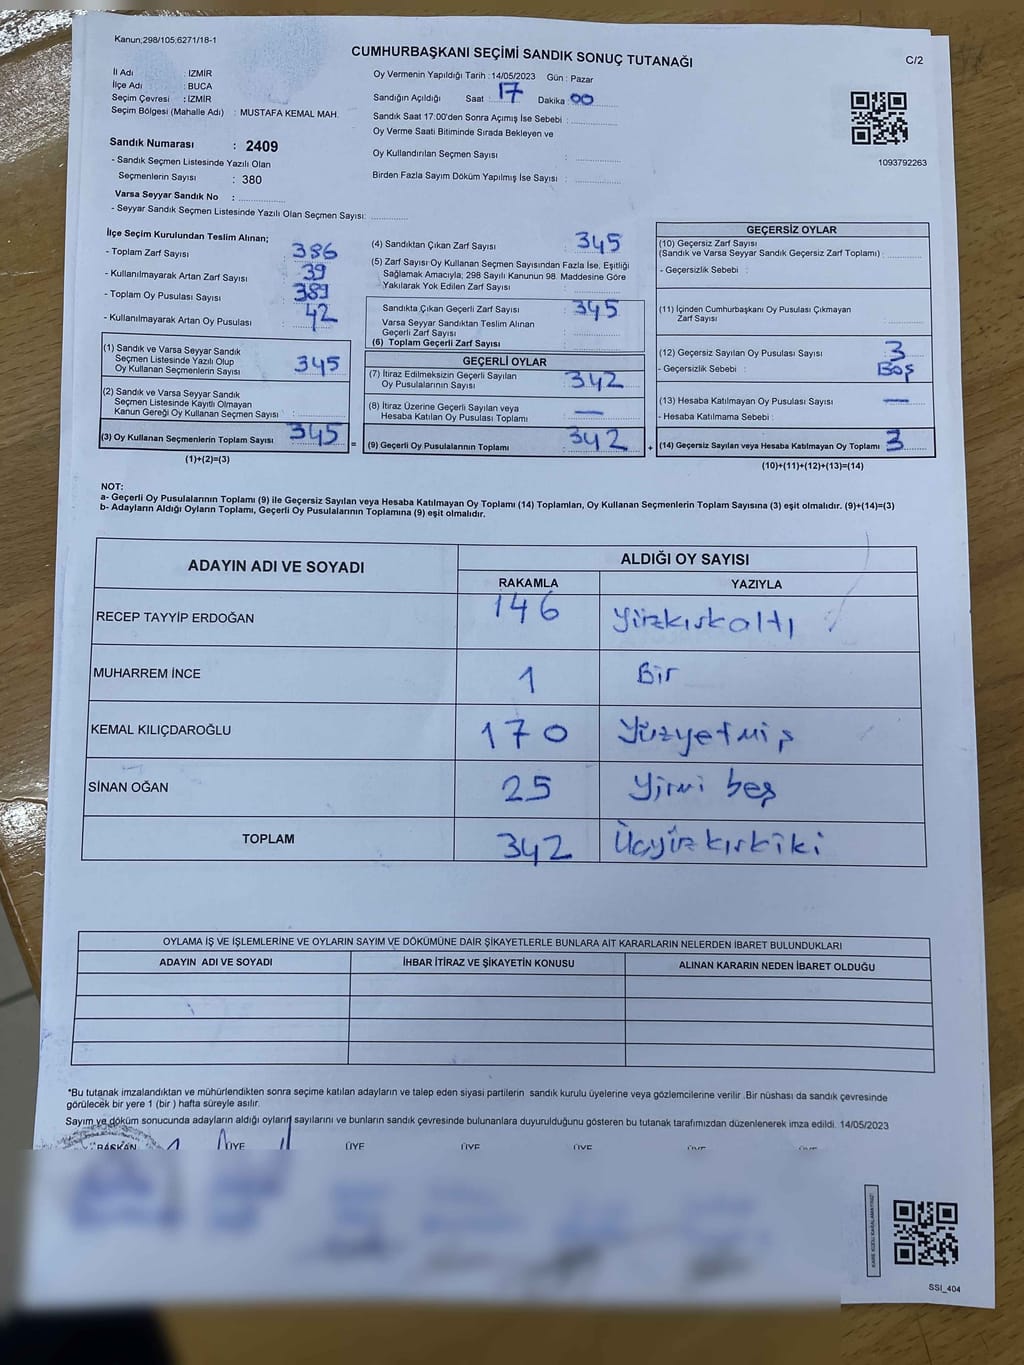 Kanun;298/105;6271/18-1
CUMHURBAŞKANI SEÇİMİ SANDIK SONUÇ TUTANAĞI
C/2
İl Adı : İZMİR
İlçe Adı : BUCA
Seçim Çevresi : İZMİR
Seçim Bölgesi (Mahalle Adı) : MUSTAFA KEMAL MAH.
Oy Vermenin Yapıldığı Tarih : 14/05/2023 Gün : Pazar
Sandığın Açıldığı Saat : 17 Dakika : 00
Sandık Saat 17:00'den Sonra Açımış İse Sebebi :
Oy Verme Saati Bitiminde Sırada Bekleyen ve
Oy Kullandırılan Seçmen Sayısı :
Birden Fazla Sayım Döküm Yapılmış İse Sayısı :
1093792263
Sandık Numarası : 2409
- Sandık Seçmen Listesinde Yazılı Olan
Seçmenlerin Sayısı : 380
Varsa Seyyar Sandık No :
- Seyyar Sandık Seçmen Listesinde Yazılı Olan Seçmen Sayısı:
İlçe Seçim Kurulundan Teslim Alınan;
- Toplam Zarf Sayısı : 386
- Kullanılmayarak Artan Zarf Sayısı : 39
- Toplam Oy Pusulası Sayısı : 389
- Kullanılmayarak Artan Oy Pusulası : 42
(1) Sandık ve Varsa Seyyar Sandık
Seçmen Listesinde Yazılı Olup
Oy Kullanan Seçmenlerin Sayısı : 345
(2) Sandık ve Varsa Seyyar Sandık
Seçmen Listesinde Kayıtlı Olmayan
Kanun Gereği Oy Kullanan Seçmen Sayısı :
(3) Oy Kullanan Seçmenlerin Toplam Sayısı : 345 =
(1)+(2)=(3)
(4) Sandıktan Çıkan Zarf Sayısı : 345
(5) Zarf Sayısı Oy Kullanan Seçmen Sayısından Fazla İse, Eşitliği
Sağlamak Amacıyla, 298 Sayılı Kanunun 98. Maddesine Göre
Yakılarak Yok Edilen Zarf Sayısı :
Sandıkta Çıkan Geçerli Zarf Sayısı : 345
Varsa Seyyar Sandıktan Teslim Alınan
Geçerli Zarf Sayısı :
(6) Toplam Geçerli Zarf Sayısı :
GEÇERLİ OYLAR
(7) İtiraz Edilmeksizin Geçerli Sayılan
Oy Pusulalarının Sayısı : 342
(8) İtiraz Üzerine Geçerli Sayılan veya
Hesaba Katılan Oy Pusulası Toplamı : —
(9) Geçerli Oy Pusulalarının Toplamı : 342 +
GEÇERSİZ OYLAR
(10) Geçersiz Zarf Sayısı
(Sandık ve Varsa Seyyar Sandık Geçersiz Zarf Toplamı) :
- Geçersizlik Sebebi :
(11) İçinden Cumhurbaşkanı Oy Pusulası Çıkmayan
Zarf Sayısı :
(12) Geçersiz Sayılan Oy Pusulası Sayısı : 3
- Geçersizlik Sebebi : Boş
(13) Hesaba Katılmayan Oy Pusulası Sayısı : —
- Hesaba Katılmama Sebebi :
(14) Geçersiz Sayılan veya Hesaba Katılmayan Oy Toplamı : 3
(10)+(11)+(12)+(13)=(14)
NOT:
a- Geçerli Oy Pusulalarının Toplamı (9) ile Geçersiz Sayılan veya Hesaba Katılmayan Oy Toplamı (14) Toplamları, Oy Kullanan Seçmenlerin Toplam Sayısına (3) eşit olmalıdır. (9)+(14)=(3)
b- Adayların Aldığı Oyların Toplamı, Geçerli Oy Pusulalarının Toplamına (9) eşit olmalıdır.
ADAYIN ADI VE SOYADI
ALDIĞI OY SAYISI
RAKAMLA YAZIYLA
RECEP TAYYİP ERDOĞAN 146 Yüzkırkaltı
MUHARREM İNCE 1 Bir
KEMAL KILIÇDAROĞLU 170 Yüzyetmiş
SİNAN OĞAN 25 Yirmi beş
TOPLAM 342 Üçyüzkırkiki
OYLAMA İŞ VE İŞLEMLERİNE VE OYLARIN SAYIM VE DÖKÜMÜNE DAİR ŞİKAYETLERLE BUNLARA AİT KARARLARIN NELERDEN İBARET BULUNDUKLARI
ADAYIN ADI VE SOYADI İHBAR İTİRAZ VE ŞİKAYETİN KONUSU ALINAN KARARIN NEDEN İBARET OLDUĞU
*Bu tutanak imzalandıktan ve mühürlendikten sonra seçime katılan adayların ve talep eden siyasi partilerin sandık kurulu üyelerine veya gözlemcilerine verilir .Bir nüshası da sandık çevresinde
görülecek bir yere 1 (bir ) hafta süreyle asılır.
Sayım ve döküm sonucunda adayların aldığı oyların sayılarını ve bunların sandık çevresinde bulunanlara duyurulduğunu gösteren bu tutanak tarafımızdan düzenlenerek imza edildi. 14/05/2023
BAŞKAN ÜYE ÜYE ÜYE ÜYE ÜYE ÜYE
KARE KODU KARALAMAYINIZ!
SSI_404